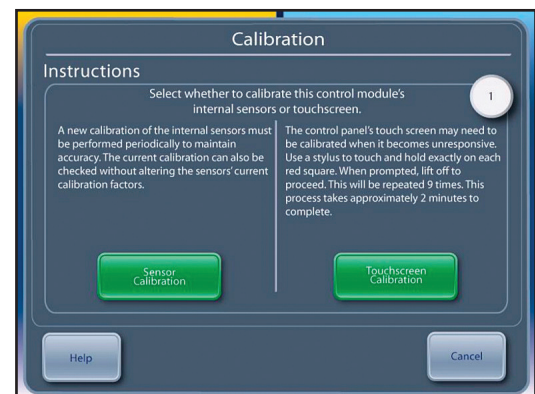 Calibration
Instructions
Select whether to calibrate this control module's
internal sensors or touchscreen.
1
A new calibration of the internal sensors must
be performed periodically to maintain
accuracy. The current calibration can also be
checked without altering the sensors' current
calibration factors.
The control panel's touch screen may need to
be calibrated when it becomes unresponsive.
Use a stylus to touch and hold exactly on each
red square. When prompted, lift off to
proceed. This will be repeated 9 times. This
process takes approximately 2 minutes to
complete.
Sensor
Calibration
Touchscreen
Calibration
Help
Cancel